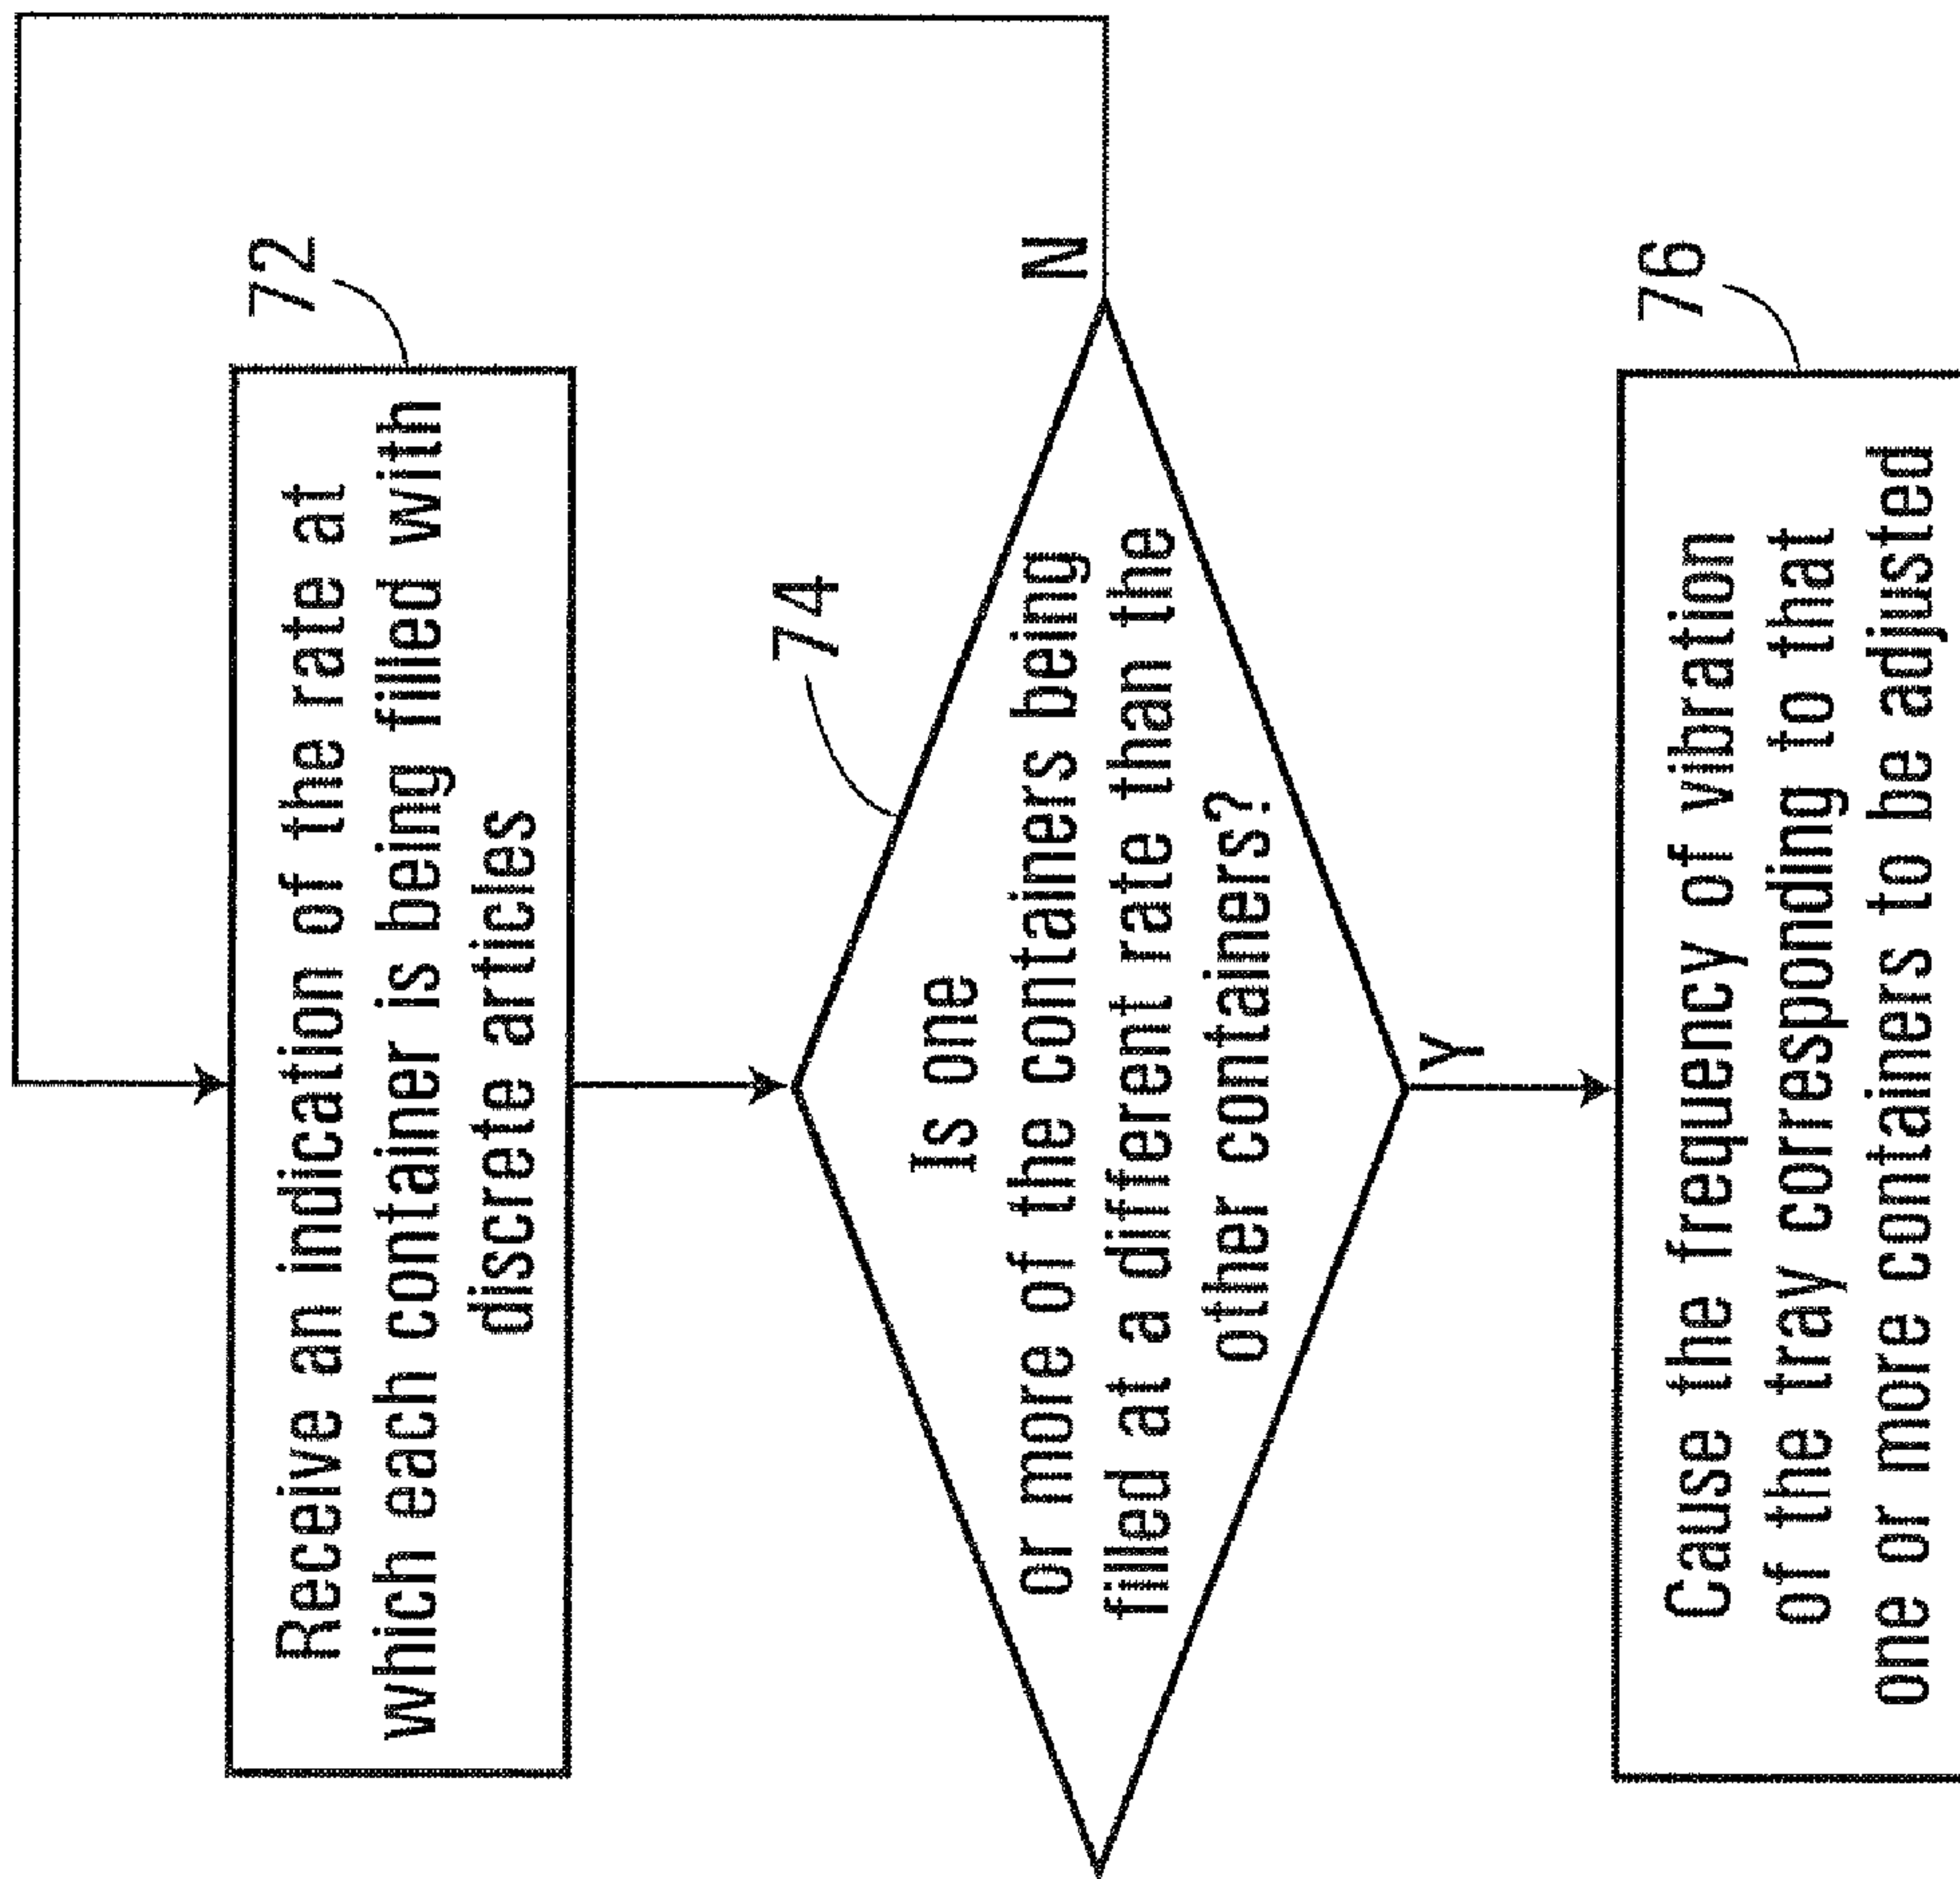 72
Receive an indication of the rate at
which each container is being filled with
discrete articles
74
Is one
or more of the containers being
filled at a different rate than the
other containers?
N
Y
76
Cause the frequency of vibration
of the tray corresponding to that
one or more containers to be adjusted